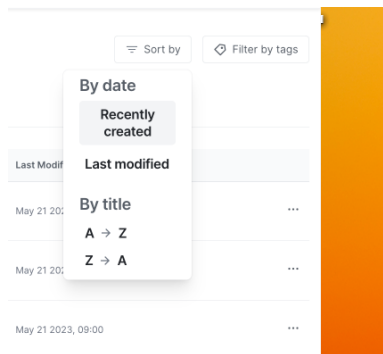 Sort by
Filter by tags
By date
Recently
created
Last modified
Last Modif
By title
May 21 202
A → Z
Z → A
May 21 202
May 21 2023, 09:00